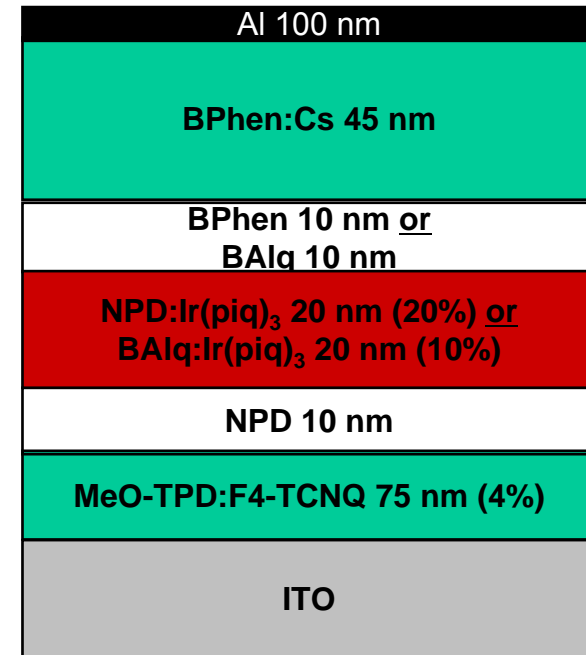 Al 100 nm
BPhen:Cs 45 nm
BPhen 10 nm or
BAlq 10 nm
NPD:Ir(piq)₃ 20 nm (20%) or
BAlq:Ir(piq)₃ 20 nm (10%)
NPD 10 nm
MeO-TPD:F4-TCNQ 75 nm (4%)
ITO